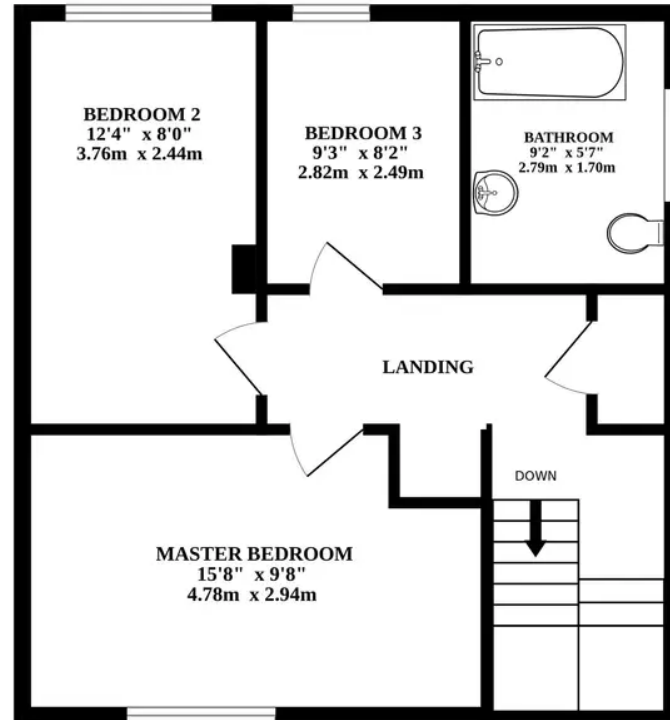 BEDROOM 2
12'4" x 8'0"
3.76m x 2.44m
BEDROOM 3
9'3" x 8'2"
2.82m x 2.49m
BATHROOM
9'2" x 5'7"
2.79m x 1.70m
LANDING
DOWN
MASTER BEDROOM
15'8" x 9'8"
4.78m x 2.94m